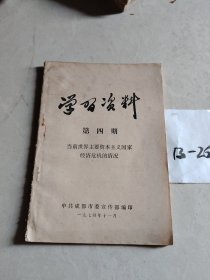 学习资料
第四期
当前世界主要资本主义国家
经济危机的情况
中共成都市委宣传部编印
一九七四年十一月
B-26